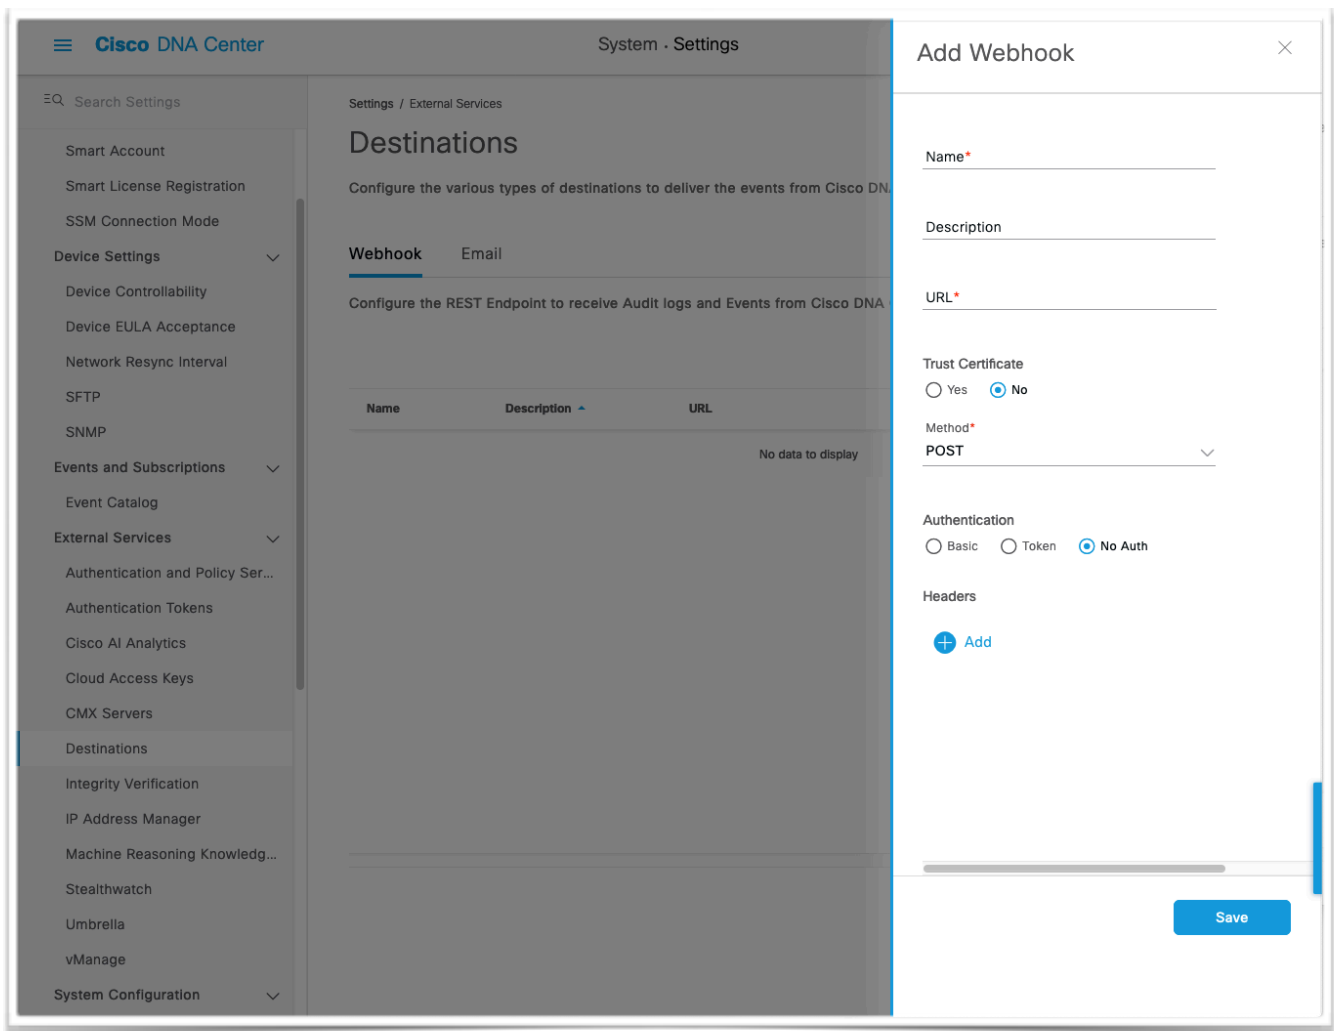 Cisco DNA Center
System · Settings
Search Settings
Smart Account
Smart License Registration
SSM Connection Mode
Device Settings
Device Controllability
Device EULA Acceptance
Network Resync Interval
SFTP
SNMP
Events and Subscriptions
Event Catalog
External Services
Authentication and Policy Ser...
Authentication Tokens
Cisco AI Analytics
Cloud Access Keys
CMX Servers
Destinations
Integrity Verification
IP Address Manager
Machine Reasoning Knowledg...
Stealthwatch
Umbrella
vManage
System Configuration
Settings / External Services
Destinations
Configure the various types of destinations to deliver the events from Cisco DN
Webhook Email
Configure the REST Endpoint to receive Audit logs and Events from Cisco DNA
Name Description URL
No data to display
Add Webhook
Name*
Description
URL*
Trust Certificate
Yes No
Method*
POST
Authentication
Basic Token No Auth
Headers
Add
Save